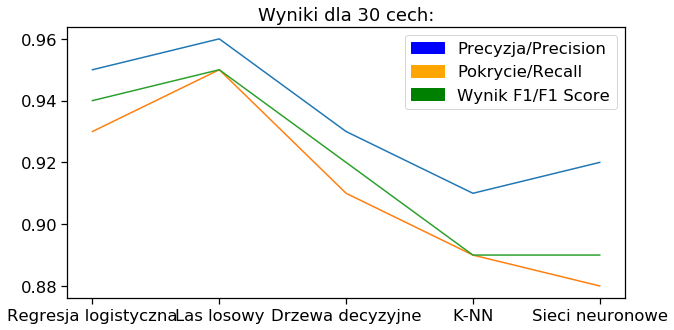 Wyniki dla 30 cech:
Precyzja/Precision
Pokrycie/Recall
Wynik F1/F1 Score
0.96
0.94
0.92
0.90
0.88
Regresja logistyczna Las losowy Drzewa decyzyjne K-NN Sieci neuronowe